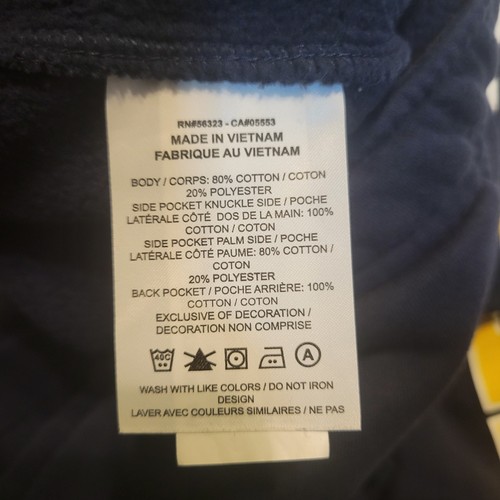 RN#56323 - CA#05553
MADE IN VIETNAM
FABRIQUE AU VIETNAM
BODY / CORPS: 80% COTTON / COTON
20% POLYESTER
SIDE POCKET KNUCKLE SIDE / POCHE
LATÉRALE CÔTÉ DOS DE LA MAIN: 100%
COTTON / COTON
SIDE POCKET PALM SIDE / POCHE
LATÉRALE CÔTÉ PAUME: 80% COTTON /
COTON
20% POLYESTER
BACK POCKET / POCHE ARRIÈRE: 100%
COTTON / COTON
EXCLUSIVE OF DECORATION /
DECORATION NON COMPRISE
40C A
WASH WITH LIKE COLORS / DO NOT IRON
DESIGN
LAVER AVEC COULEURS SIMILAIRES / NE PAS